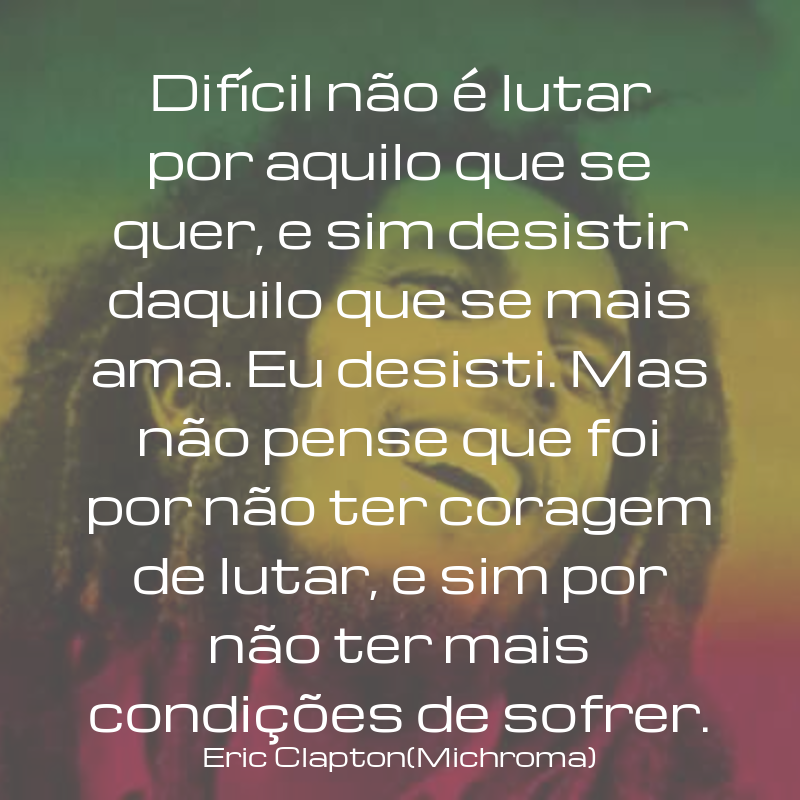 Difícil não é lutar
por aquilo que se
quer, e sim desistir
daquilo que se mais
ama. Eu desisti. Mas
não pense que foi
por não ter coragem
de lutar, e sim por
não ter mais
condições de sofrer.
Eric Clapton(Michroma)